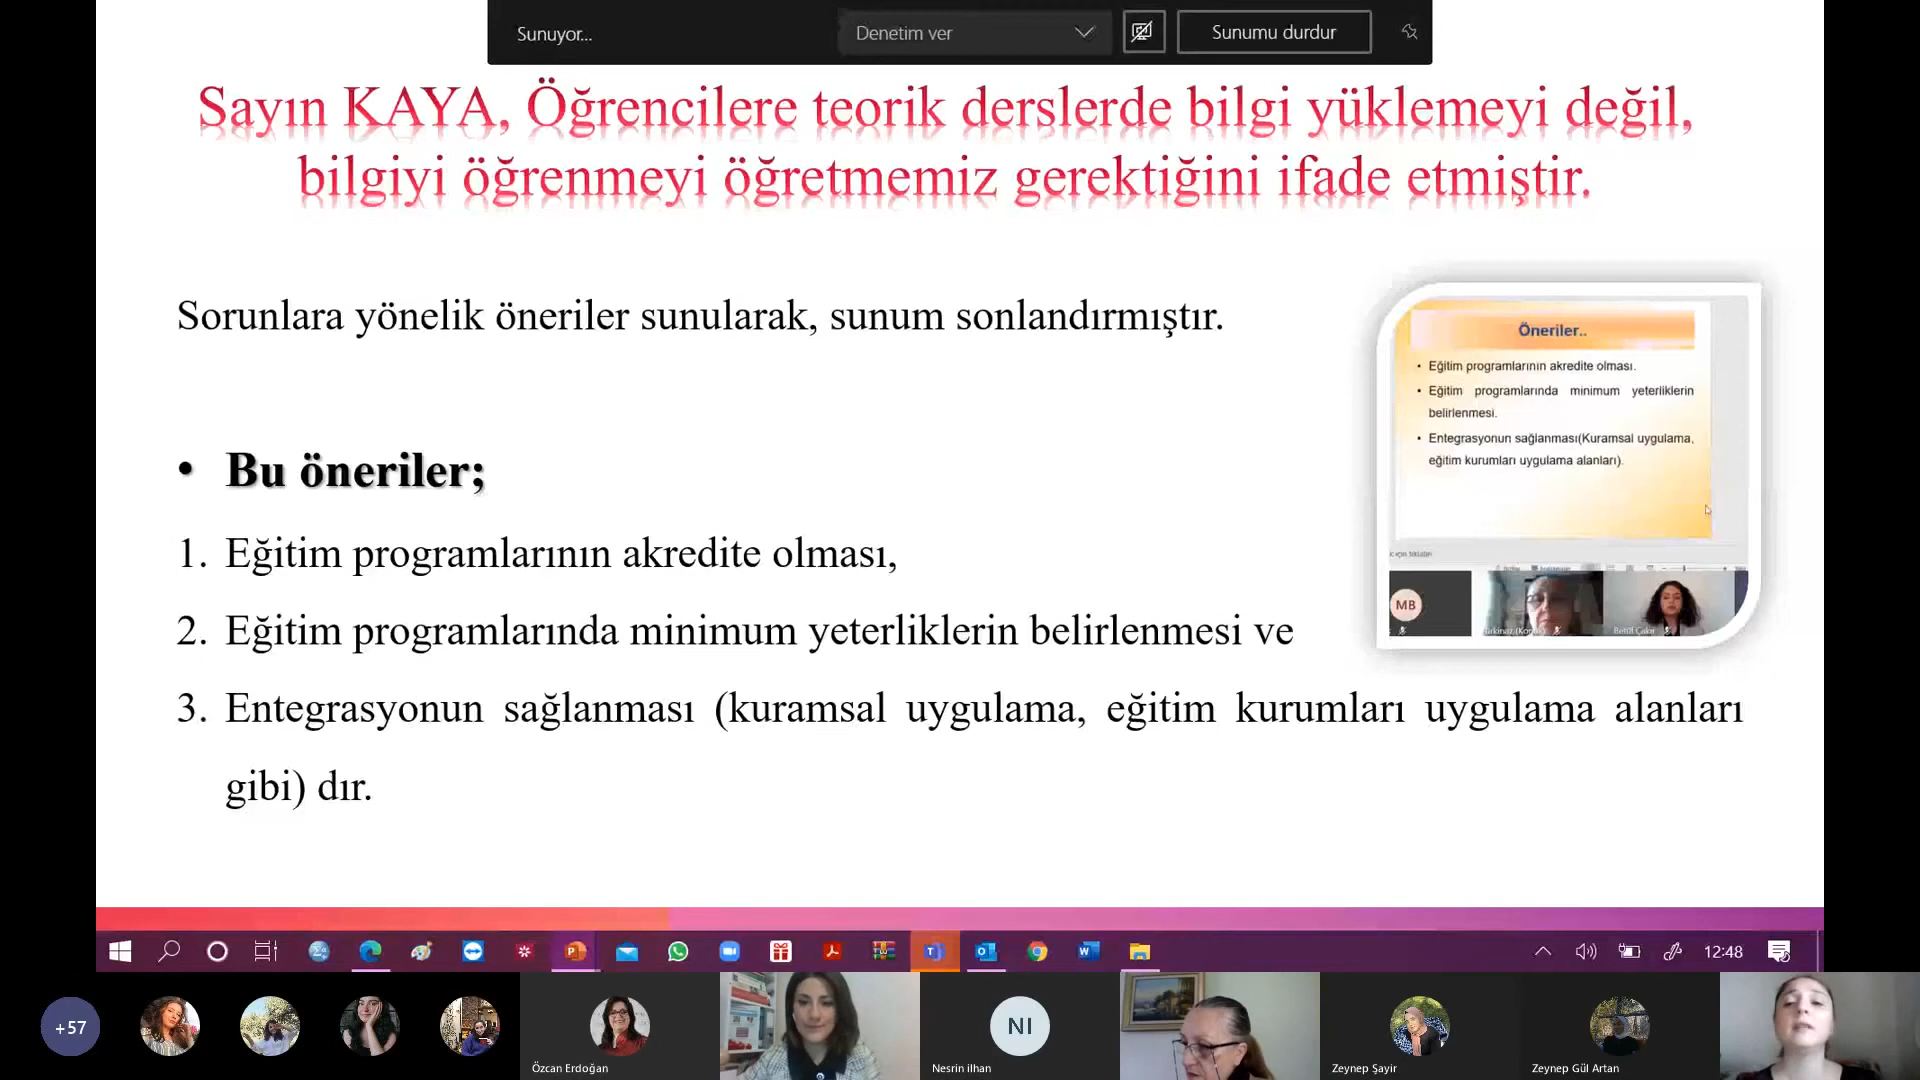 Sunuyor...
Denetim ver
Sunumu durdur
Sayın KAYA, Öğrencilere teorik derslerde bilgi yüklemeyi değil,
bilgiyi öğrenmeyi öğretmemiz gerektiğini ifade etmiştir.
Sorunlara yönelik öneriler sunularak, sunum sonlandırmıştır.
• Bu öneriler;
1. Eğitim programlarının akredite olması,
2. Eğitim programlarında minimum yeterliklerin belirlenmesi ve
3. Entegrasyonun sağlanması (kuramsal uygulama, eğitim kurumları uygulama alanları
gibi) dır.
Öneriler..
• Eğitim programlarının akredite olması.
• Eğitim programlarında minimum yeterliklerin
belirlenmesi.
• Entegrasyonun sağlanması(Kuramsal uygulama,
eğitim kurumları uygulama alanları).
MB
Betül Çakır
12:48
+57
Özcan Erdoğan
NI
Nesrin ilhan
Zeynep Şayir
Zeynep Gül Artan